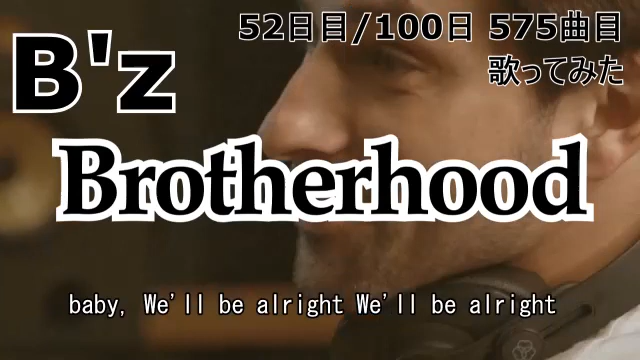 52日目/100日 575曲目
B'z
歌ってみた
Brotherhood
baby, We'll be alright We'll be alright